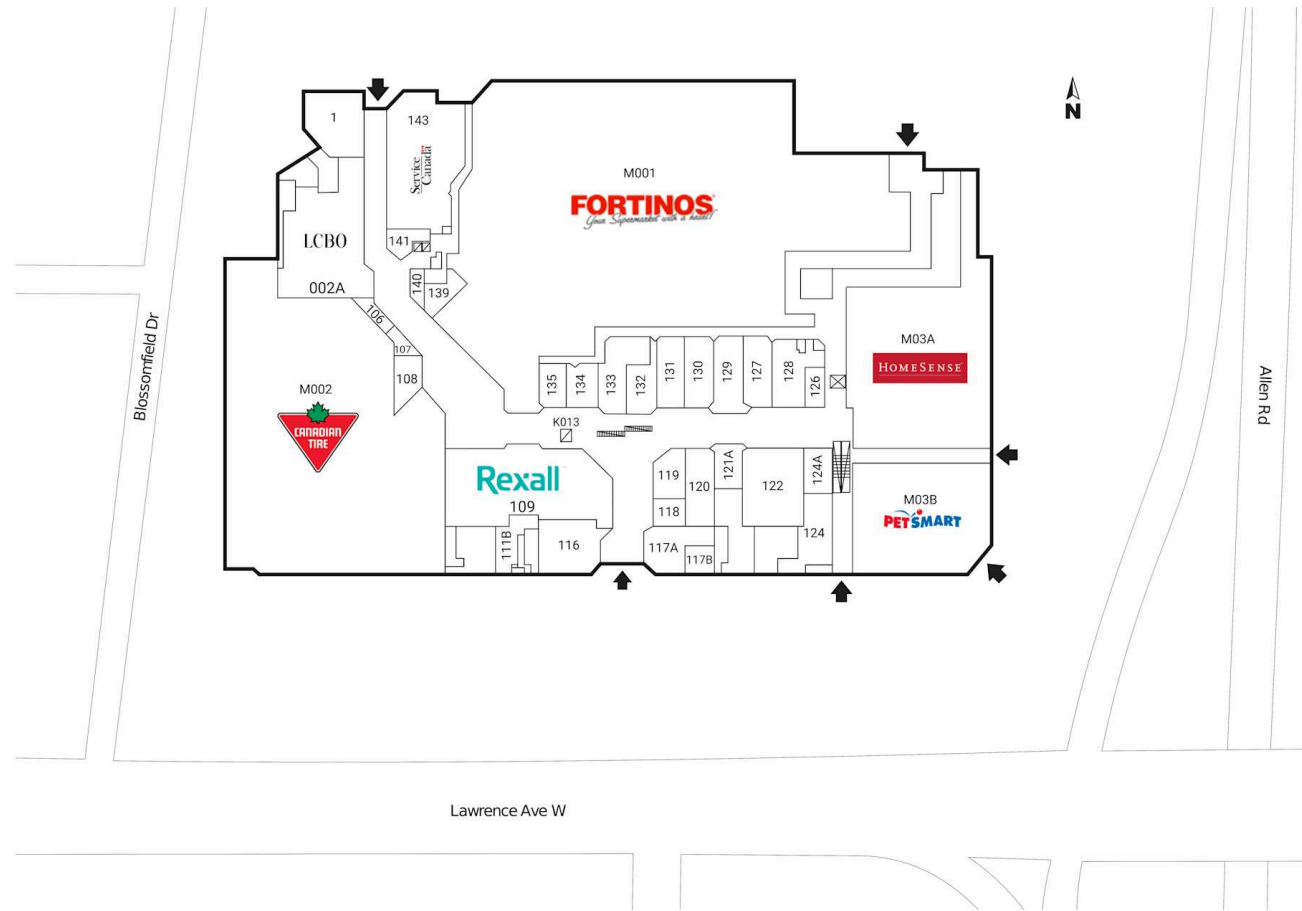 1
143
Service
Canada
N
M001
FORTINOS
Your Supermarket with a heart!
LCBO
141
002A
140
139
106
107
108
Blossomfield Dr
M002
CANADIAN
TIRE
M03A
HOMESENSE
135
134
133
132
131
130
129
127
128
126
Allen Rd
K013
Rexall
109
119
120
121A
122
124A
118
M03B
PETSMART
111B
116
117A
117B
124
Lawrence Ave W